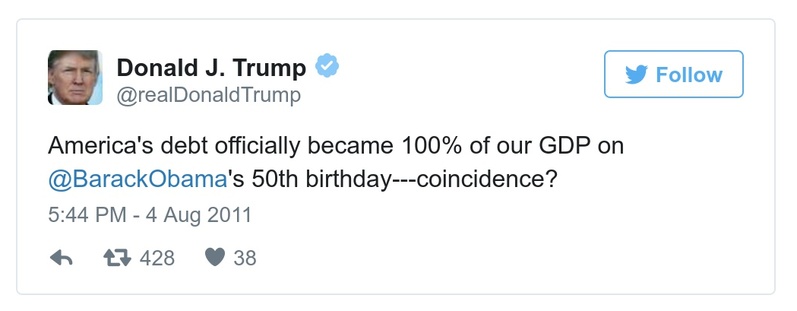 Donald J. Trump
@realDonaldTrump
Follow
America's debt officially became 100% of our GDP on
@BarackObama's 50th birthday---coincidence?
5:44 PM - 4 Aug 2011
428 38